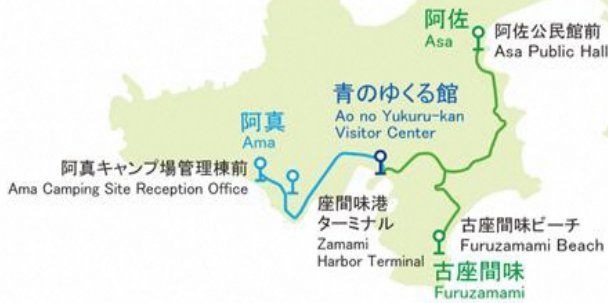 阿佐
Asa
阿佐公民館前
Asa Public Hall
青のゆくる館
Ao no Yukuru-kan
Visitor Center
阿真
Ama
阿真キャンプ場管理棟前
Ama Camping Site Reception Office
座間味港
ターミナル
Zamami
Harbor Terminal
古座間味ビーチ
Furuzamami Beach
古座間味
Furuzamami